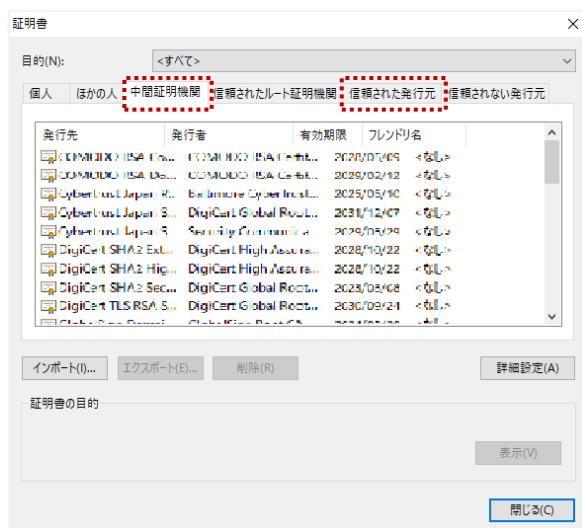 証明書
目的(N): <すべて>
個人 ほかの人 中間証明機関 信頼されたルート証明機関 信頼された発行元 信頼されない発行元
発行先 発行者 有効期限 フレンドリ名
COMODO RSA Ce... COMODO RSA Certifi... 2028/05/09 <なし>
COMODO RSA Do... COMODO RSA Certifi... 2029/02/12 <なし>
Cybertrust Japan P... Baltimore CyberTrust... 2025/05/10 <なし>
Cybertrust Japan S... DigiCert Global Root... 2031/12/07 <なし>
Cybertrust Japan S... Security Communica... 2029/05/29 <なし>
DigiCert SHA2 Ext... DigiCert High Assura... 2028/10/22 <なし>
DigiCert SHA2 Hig... DigiCert High Assura... 2028/10/22 <なし>
DigiCert SHA2 Sec... DigiCert Global Root... 2023/03/08 <なし>
DigiCert TLS RSA S... DigiCert Global Root... 2030/09/24 <なし>
インポート(I)... エクスポート(E)... 削除(R) 詳細設定(A)
証明書の目的
表示(V)
閉じる(C)